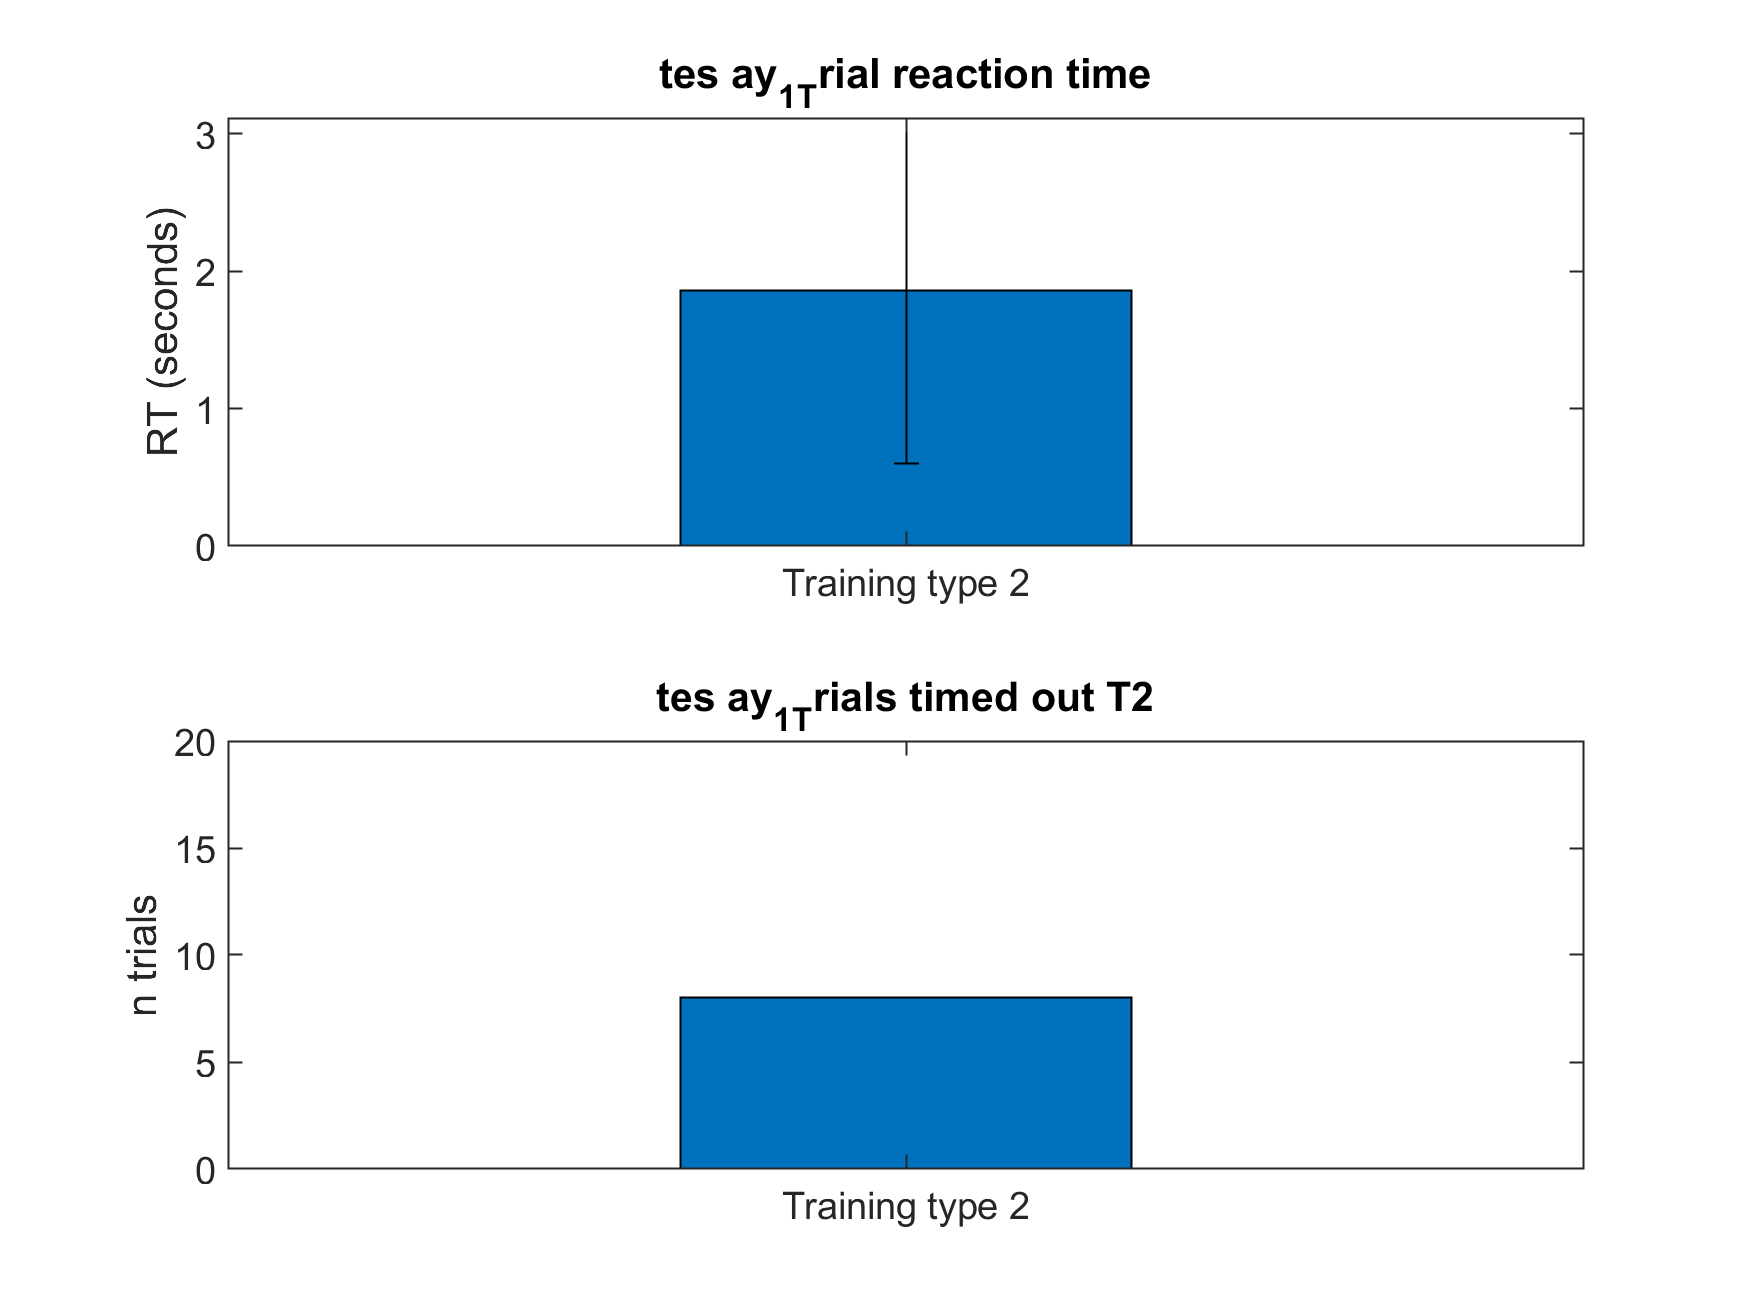 tes ay1Trial reaction time
3
2
1
0
RT (seconds)
Training type 2
tes ay1Trials timed out T2
20
15
10
5
0
n trials
Training type 2